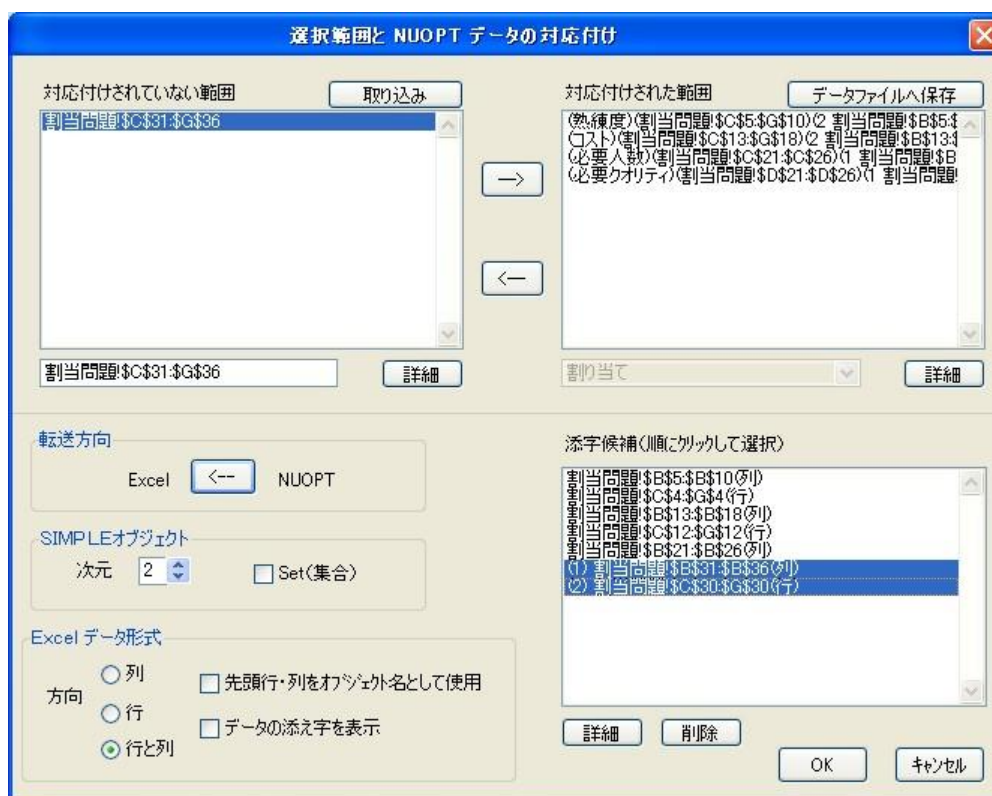 選択範囲と NUOPT データの対応付け
対応付けされていない範囲
取り込み
割当問題!$C$31:$G$36
-->
<--
割当問題!$C$31:$G$36
詳細
対応付けされた範囲
データファイルへ保存
(熟練度)(割当問題!$C$5:$G$10)(2 割当問題!$B$5:$
(コスト)(割当問題!$C$13:$G$18)(2 割当問題!$B$13:$
(必要人数)(割当問題!$C$21:$C$26)(1 割当問題!$B
(必要クオリティ)(割当問題!$D$21:$D$26)(1 割当問題!
割り当て
詳細
転送方向
Excel <-- NUOPT
SIMPLEオブジェクト
次元 2 Set(集合)
Excel データ形式
方向
列
行
行と列
先頭行・列をオブジェクト名として使用
データの添え字を表示
添字候補(順にクリックして選択)
割当問題!$B$5:$B$10(列)
割当問題!$C$4:$G$4(行)
割当問題!$B$13:$B$18(列)
割当問題!$C$12:$G$12(行)
割当問題!$B$21:$B$26(列)
(1) 割当問題!$B$31:$B$36(列)
(2) 割当問題!$C$30:$G$30(行)
詳細
削除
OK
キャンセル